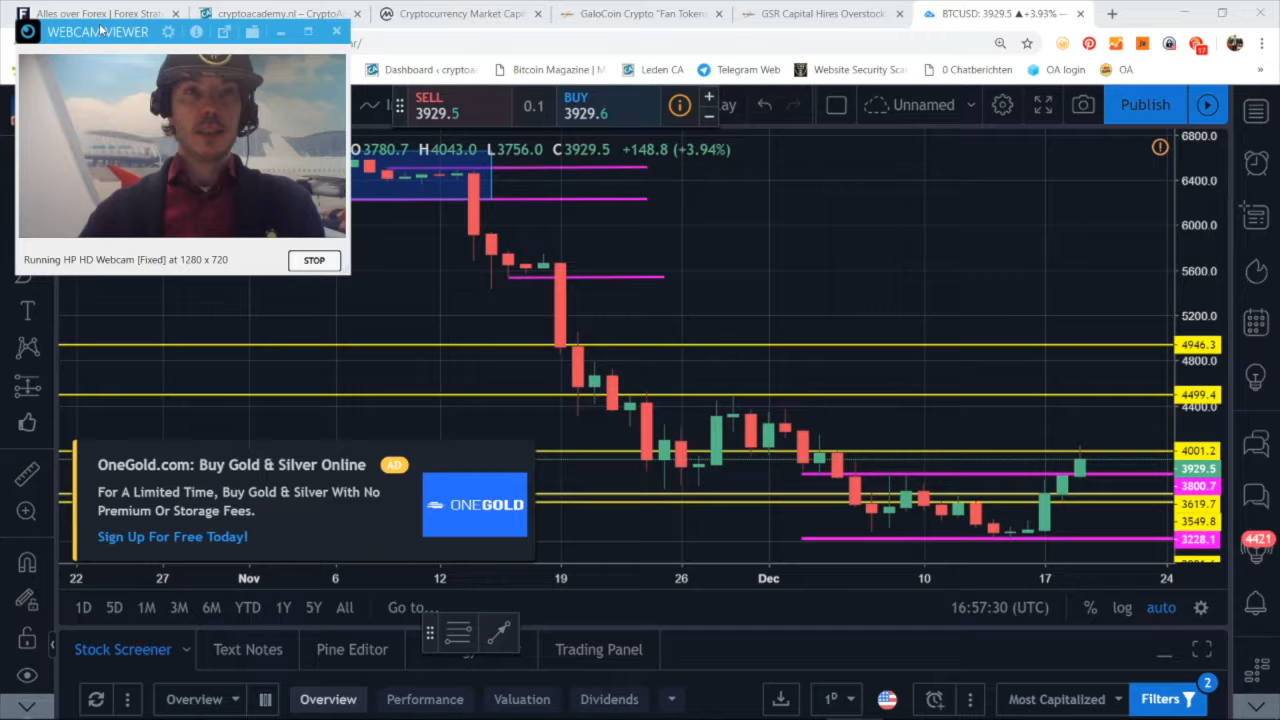 Alles over Forex | Forex Strate
cryptoacademy.nl – CryptoAc
Cryptocurrency Market Capi
GaloCoin Crypto "Fan Tokens
GSR Capital Hires Overstock
BTCUSD: 3929.5 ▲+3.93% –
WEBCAM VIEWER
ar/
17
Dashboard ‹ cryptoa
Bitcoin Magazine | M
Leden CA
Telegram Web
Website Security Sca
0 Chatberichten
OA login
OA
»
SELL
3929.5
0.1
BUY
3929.6
Unnamed
Publish
O3780.7 H4043.0 L3756.0 C3929.5 +148.8 (+3.94%)
6800.0
6400.0
6000.0
5600.0
5200.0
4946.3
4800.0
4499.4
4400.0
4001.2
3929.5
3800.7
3619.7
3549.8
3228.1
Running HP HD Webcam [Fixed] at 1280 x 720
STOP
OneGold.com: Buy Gold & Silver Online
AD
For A Limited Time, Buy Gold & Silver With No
Premium Or Storage Fees.
Sign Up For Free Today!
ONEGOLD
4421
22 27 Nov 6 12 19 26 Dec 10 17 24
1D 5D 1M 3M 6M YTD 1Y 5Y All Go to...
16:57:30 (UTC) % log auto
Stock Screener
Text Notes
Pine Editor
Trading Panel
Overview
Overview
Performance
Valuation
Dividends
1D
Most Capitalized
Filters
2